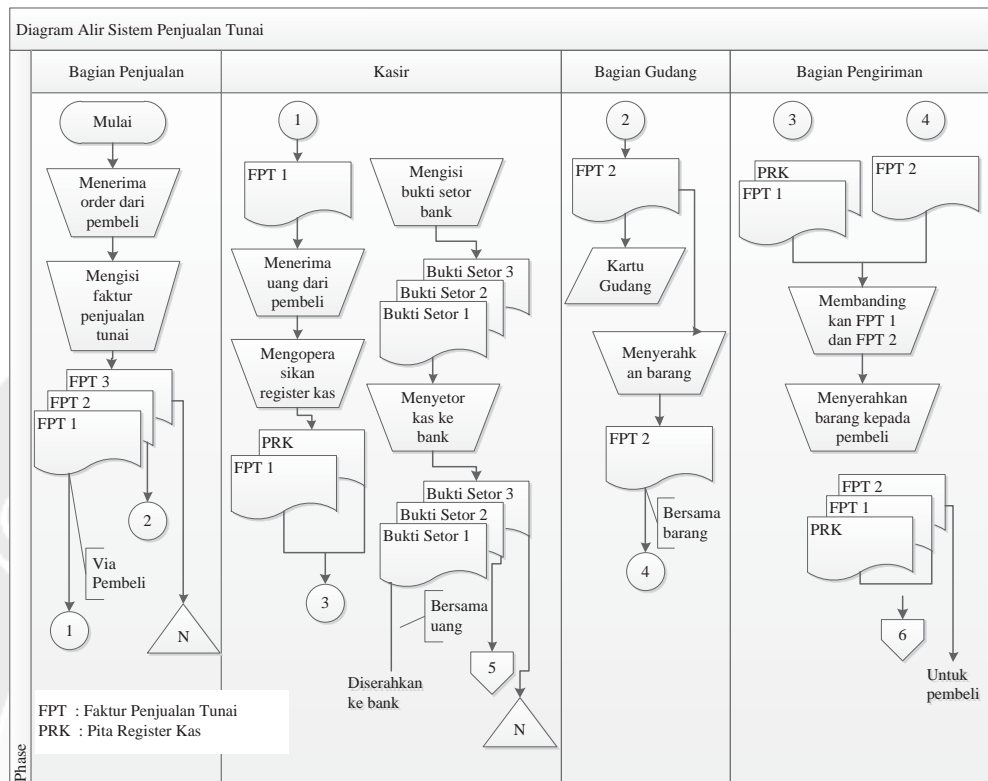 Diagram Alir Sistem Penjualan Tunai
Phase
Bagian Penjualan
Mulai
Menerima
order dari
pembeli
Mengisi
faktur
penjualan
tunai
FPT 3
FPT 2
FPT 1
2
Via
Pembeli
1
N
FPT : Faktur Penjualan Tunai
PRK : Pita Register Kas
Kasir
1
FPT 1
Menerima
uang dari
pembeli
Mengopera
sikan
register kas
PRK
FPT 1
3
Mengisi
bukti setor
bank
Bukti Setor 3
Bukti Setor 2
Bukti Setor 1
Menyetor
kas ke
bank
Bukti Setor 3
Bukti Setor 2
Bukti Setor 1
Bersama
uang
Diserahkan
ke bank
5
N
Bagian Gudang
2
FPT 2
Kartu
Gudang
Menyerahk
an barang
FPT 2
Bersama
barang
4
Bagian Pengiriman
3
4
PRK
FPT 1
FPT 2
Membanding
kan FPT 1
dan FPT 2
Menyerahkan
barang kepada
pembeli
FPT 2
FPT 1
PRK
6
Untuk
pembeli